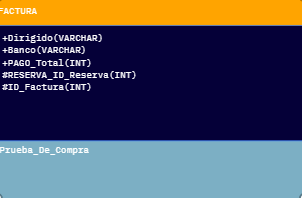 FACTURA
+Dirigido(VARCHAR)
+Banco(VARCHAR)
+PAGO_Total(INT)
#RESERVA_ID_Reserva(INT)
#ID_Factura(INT)
Prueba_De_Compra